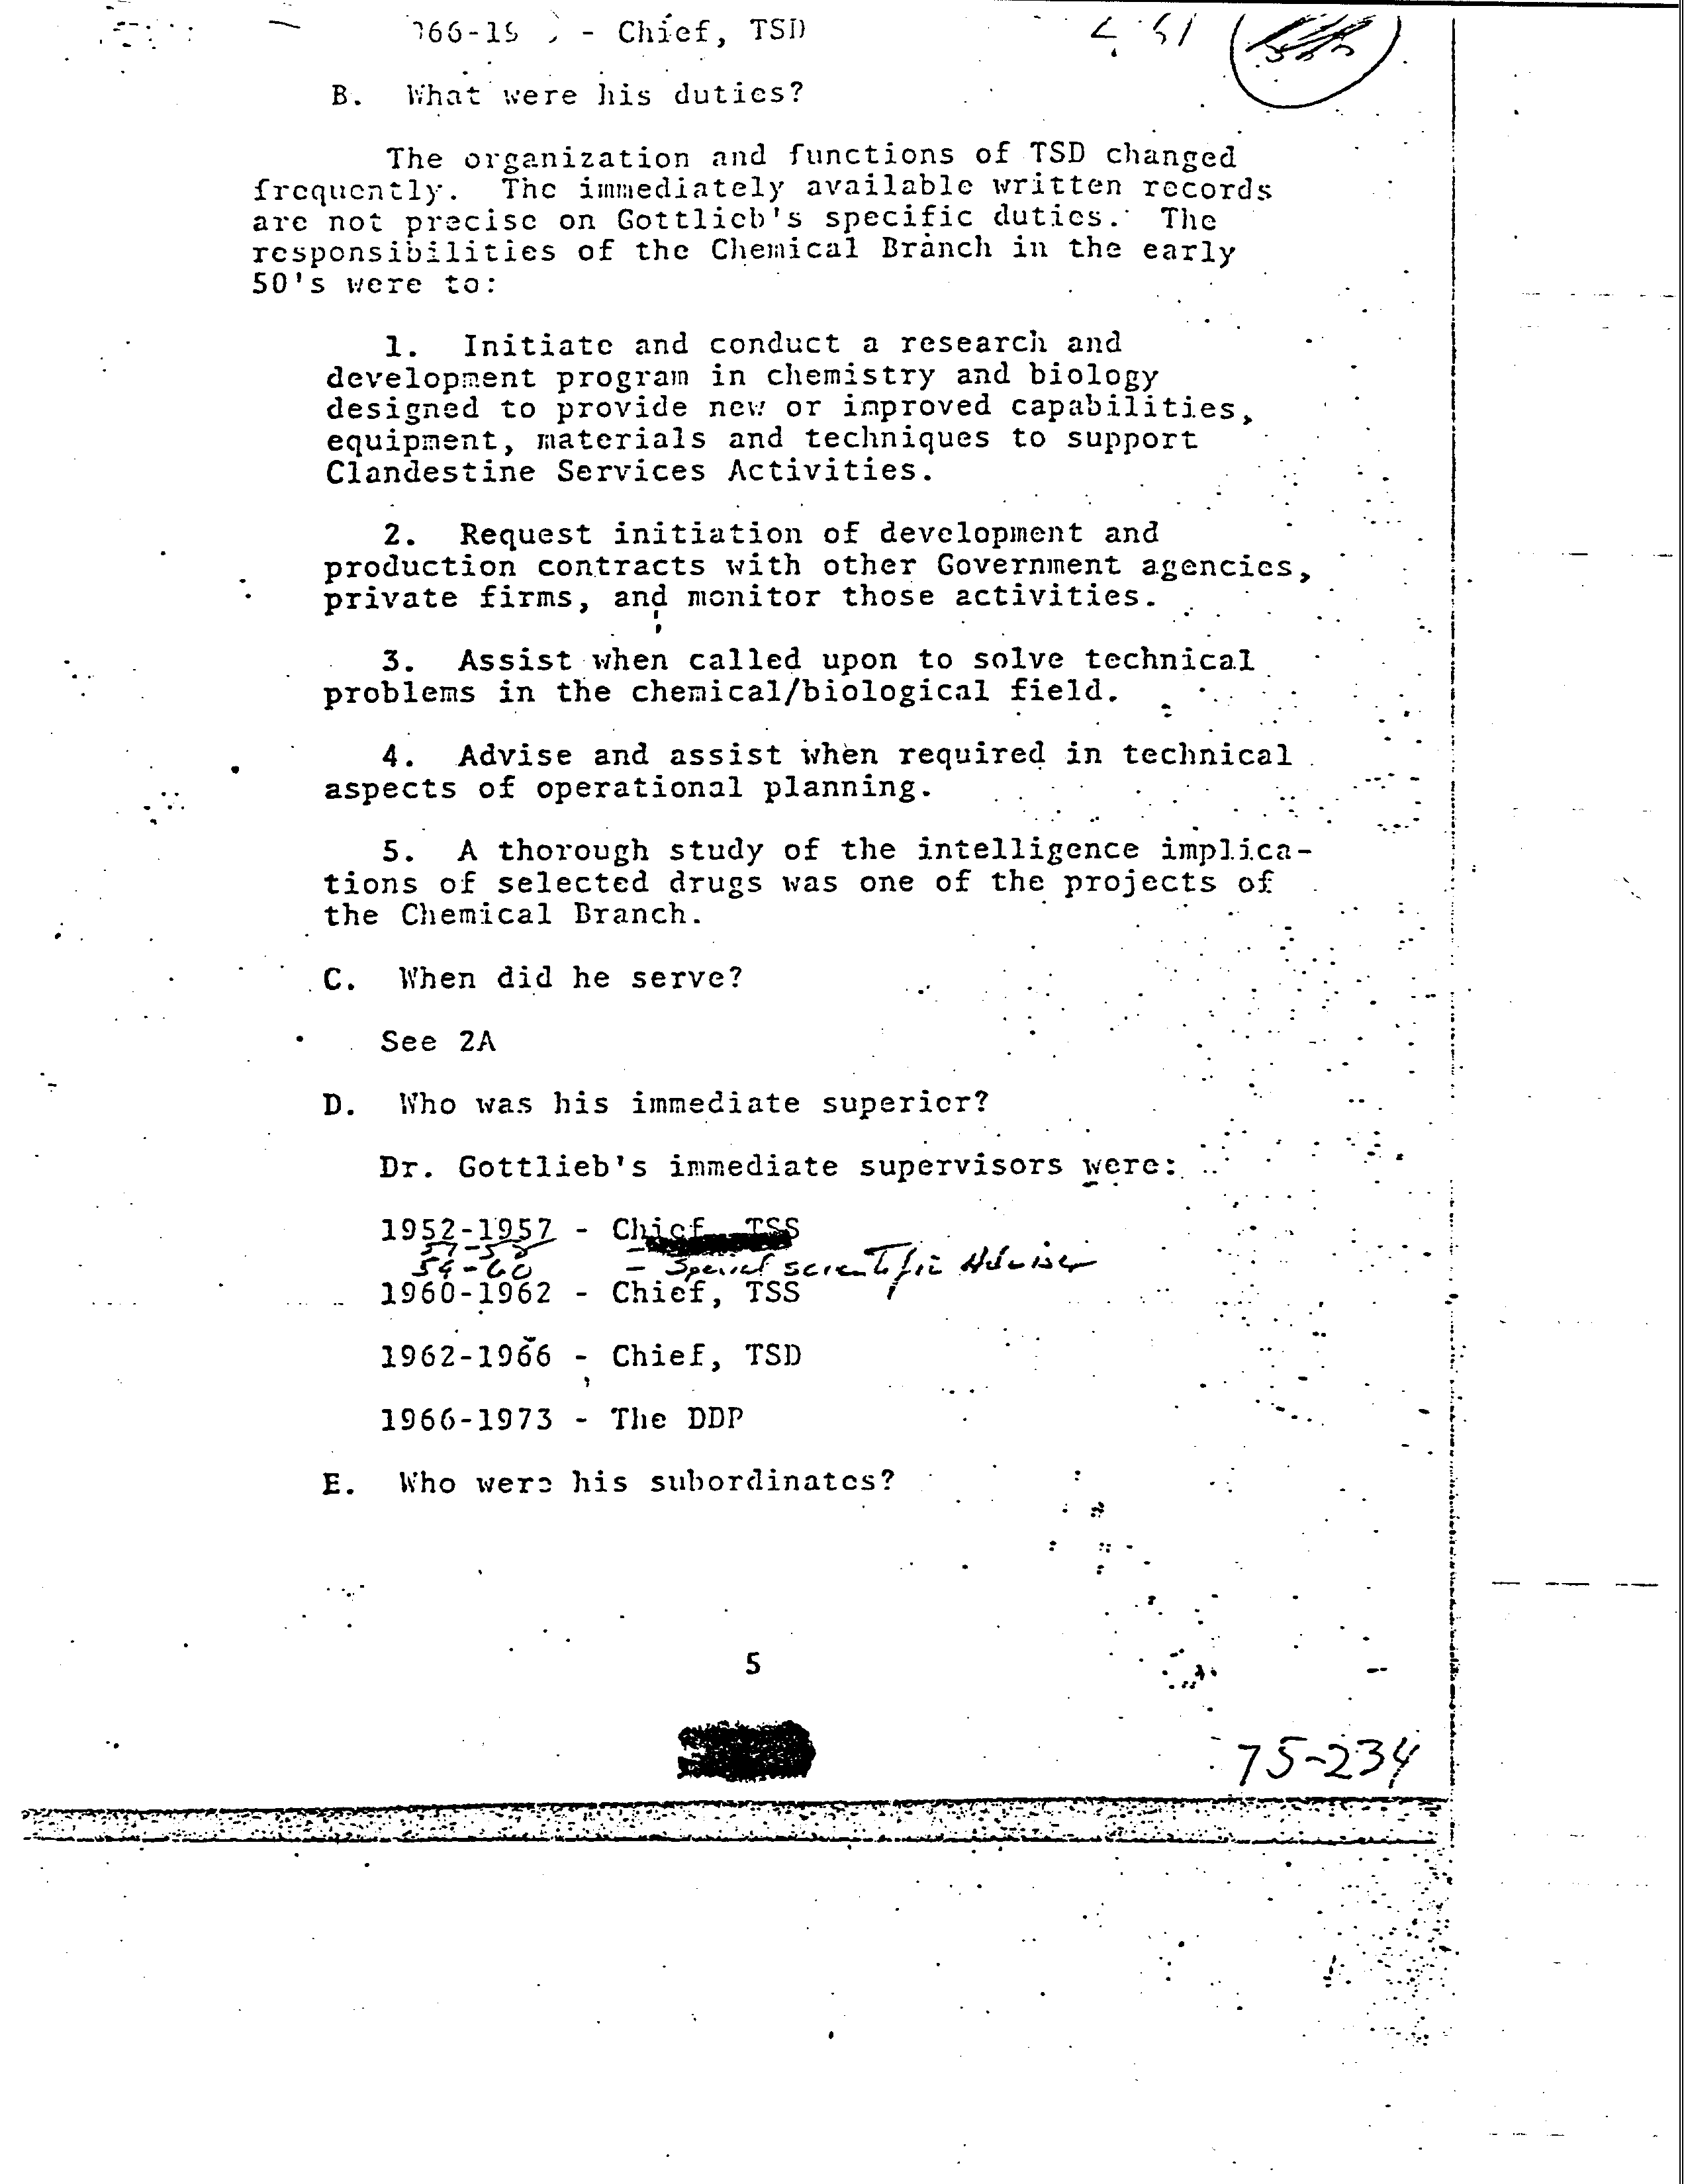 966-19 - Chief, TSD
B. What were his duties?
The organization and functions of TSD changed
frequently. The immediately available written records
are not precise on Gottlieb's specific duties. The
responsibilities of the Chemical Branch in the early
50's were to:
1. Initiate and conduct a research and
development program in chemistry and biology
designed to provide new or improved capabilities,
equipment, materials and techniques to support
Clandestine Services Activities.
2. Request initiation of development and
production contracts with other Government agencies,
private firms, and monitor those activities.
3. Assist when called upon to solve technical
problems in the chemical/biological field.
4. Advise and assist when required in technical
aspects of operational planning.
5. A thorough study of the intelligence implica-
tions of selected drugs was one of the projects of
the Chemical Branch.
C. When did he serve?
See 2A
D. Who was his immediate superior?
Dr. Gottlieb's immediate supervisors were:
1952-1957 - Chief, TSS
57-58 -
59-60 - Special scientific Adviser
1960-1962 - Chief, TSS
1962-1966 - Chief, TSD
1966-1973 - The DDP
E. Who were his subordinates?
5
75-234